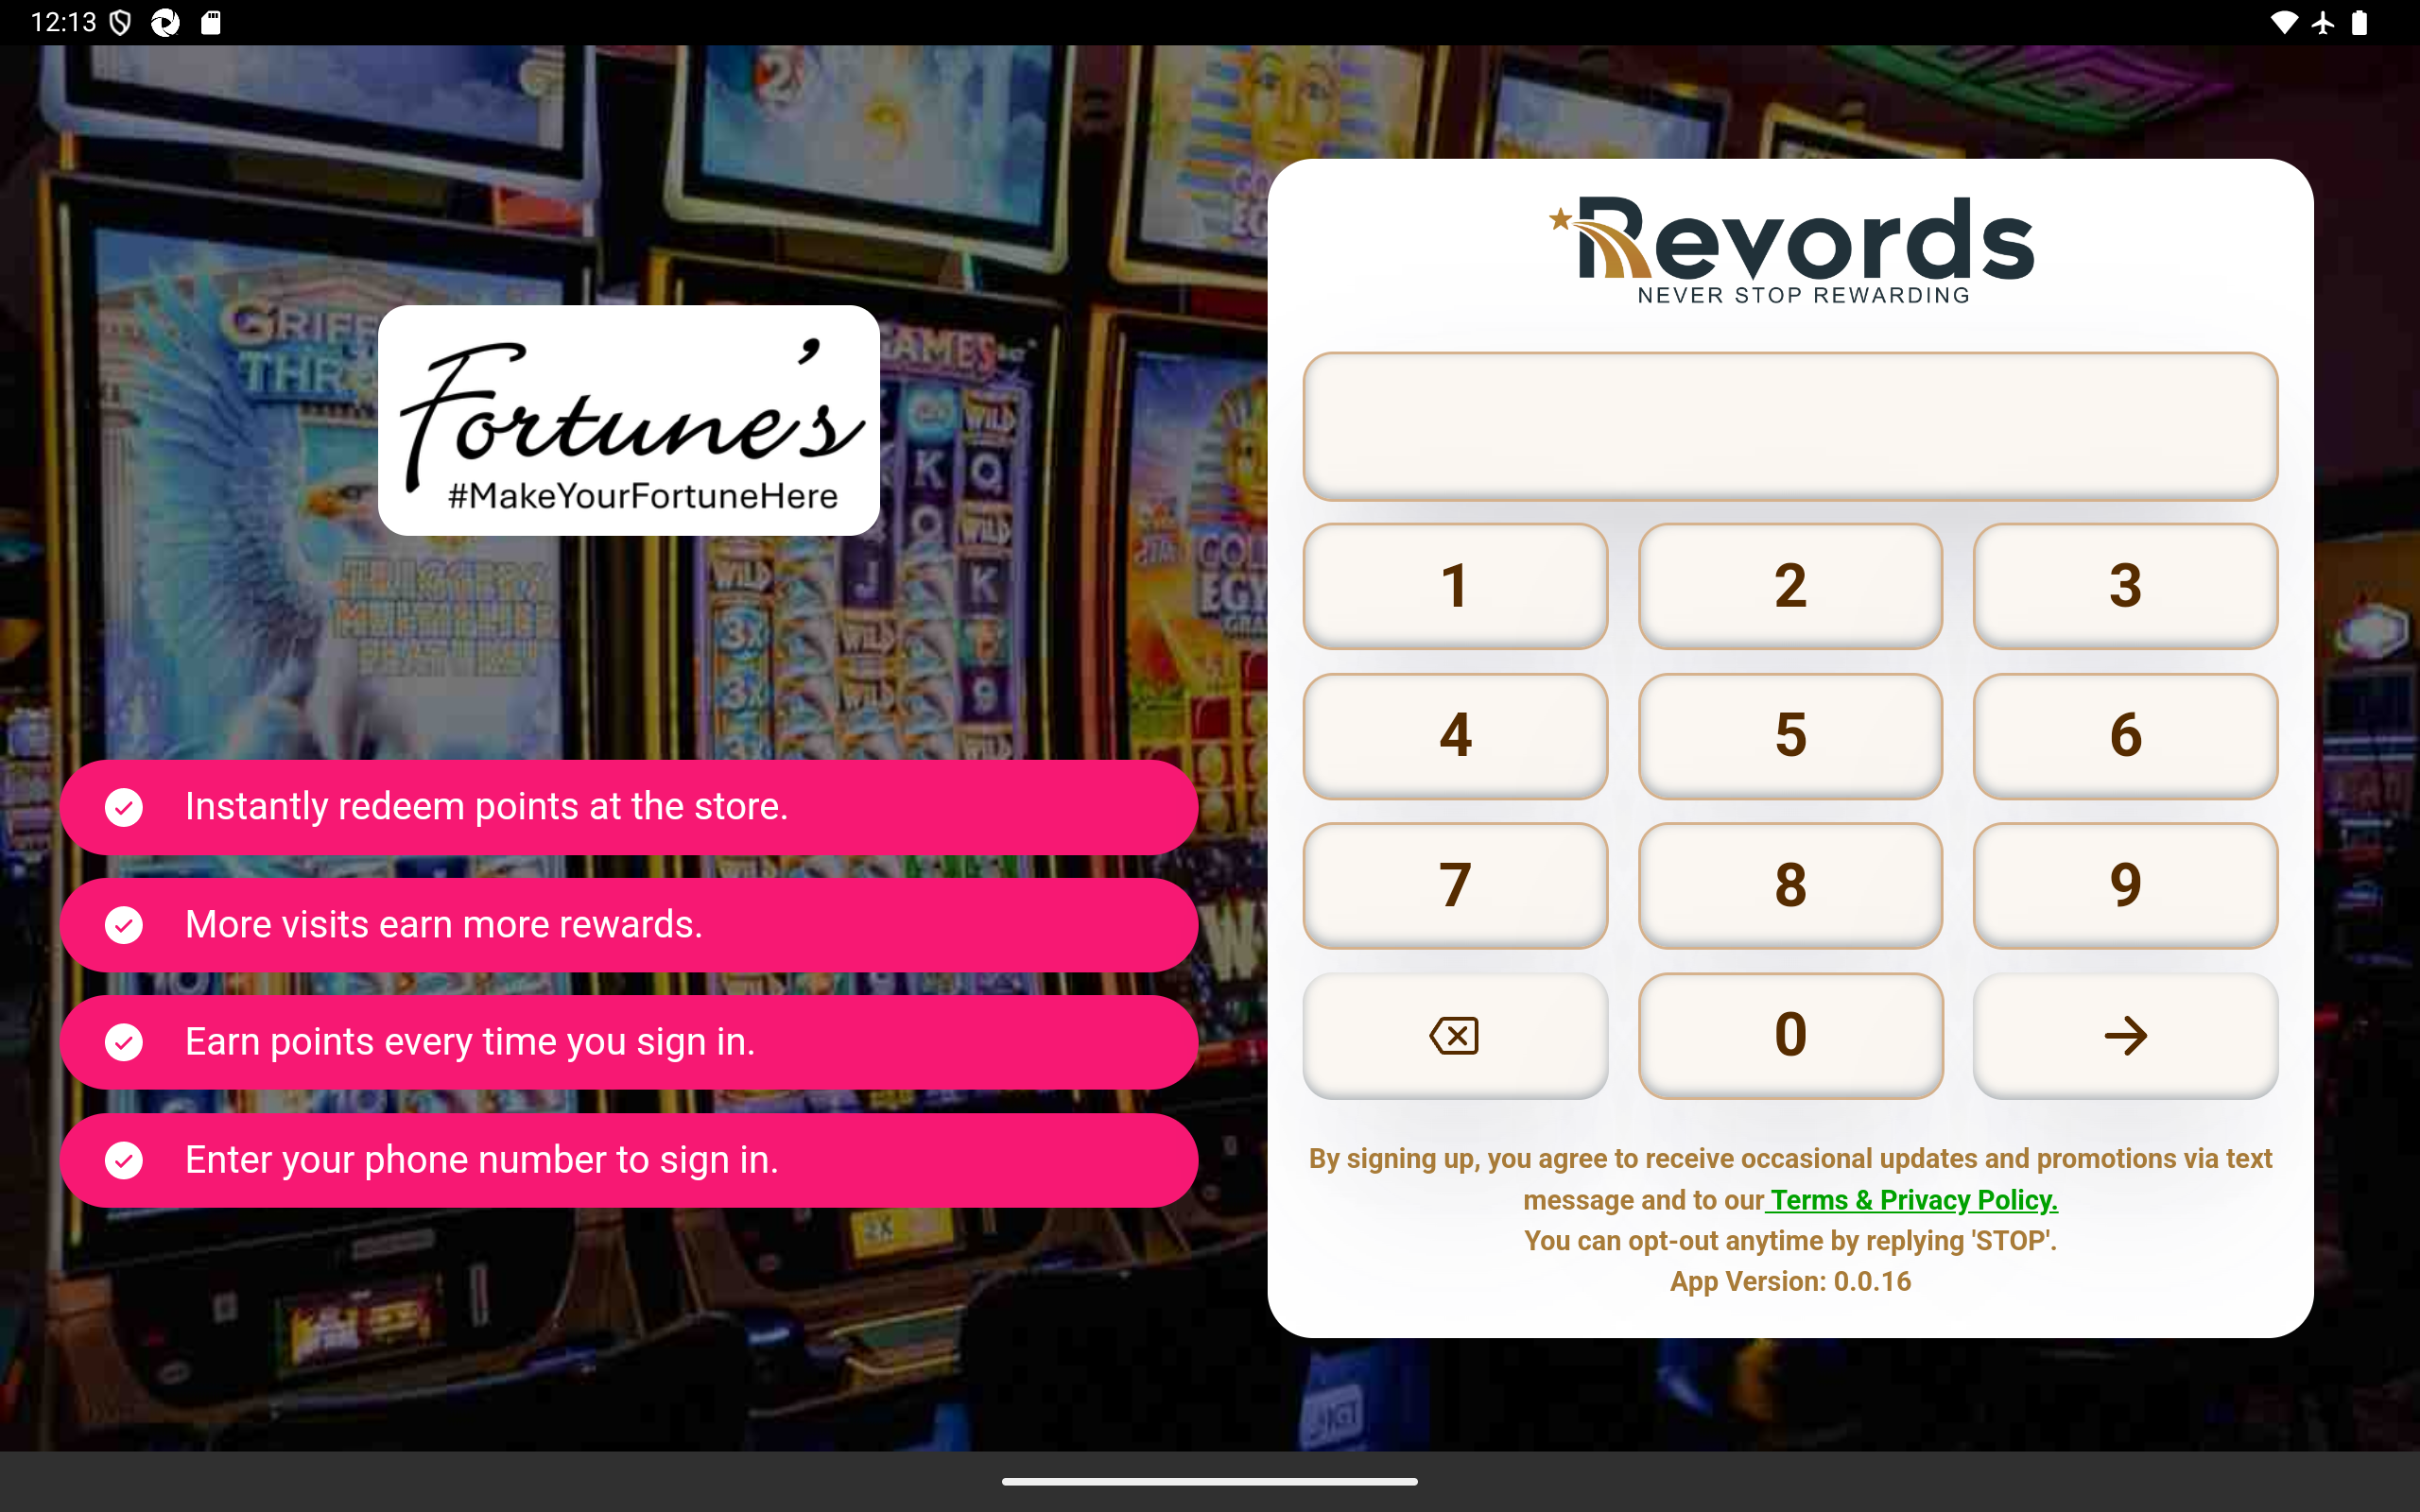 12:13
Revords
NEVER STOP REWARDING
Fortune's
#MakeYourFortuneHere
1 2 3
4 5 6
7 8 9
0
Instantly redeem points at the store.
More visits earn more rewards.
Earn points every time you sign in.
Enter your phone number to sign in.
By signing up, you agree to receive occasional updates and promotions via text
message and to our Terms & Privacy Policy.
You can opt-out anytime by replying 'STOP'.
App Version: 0.0.16